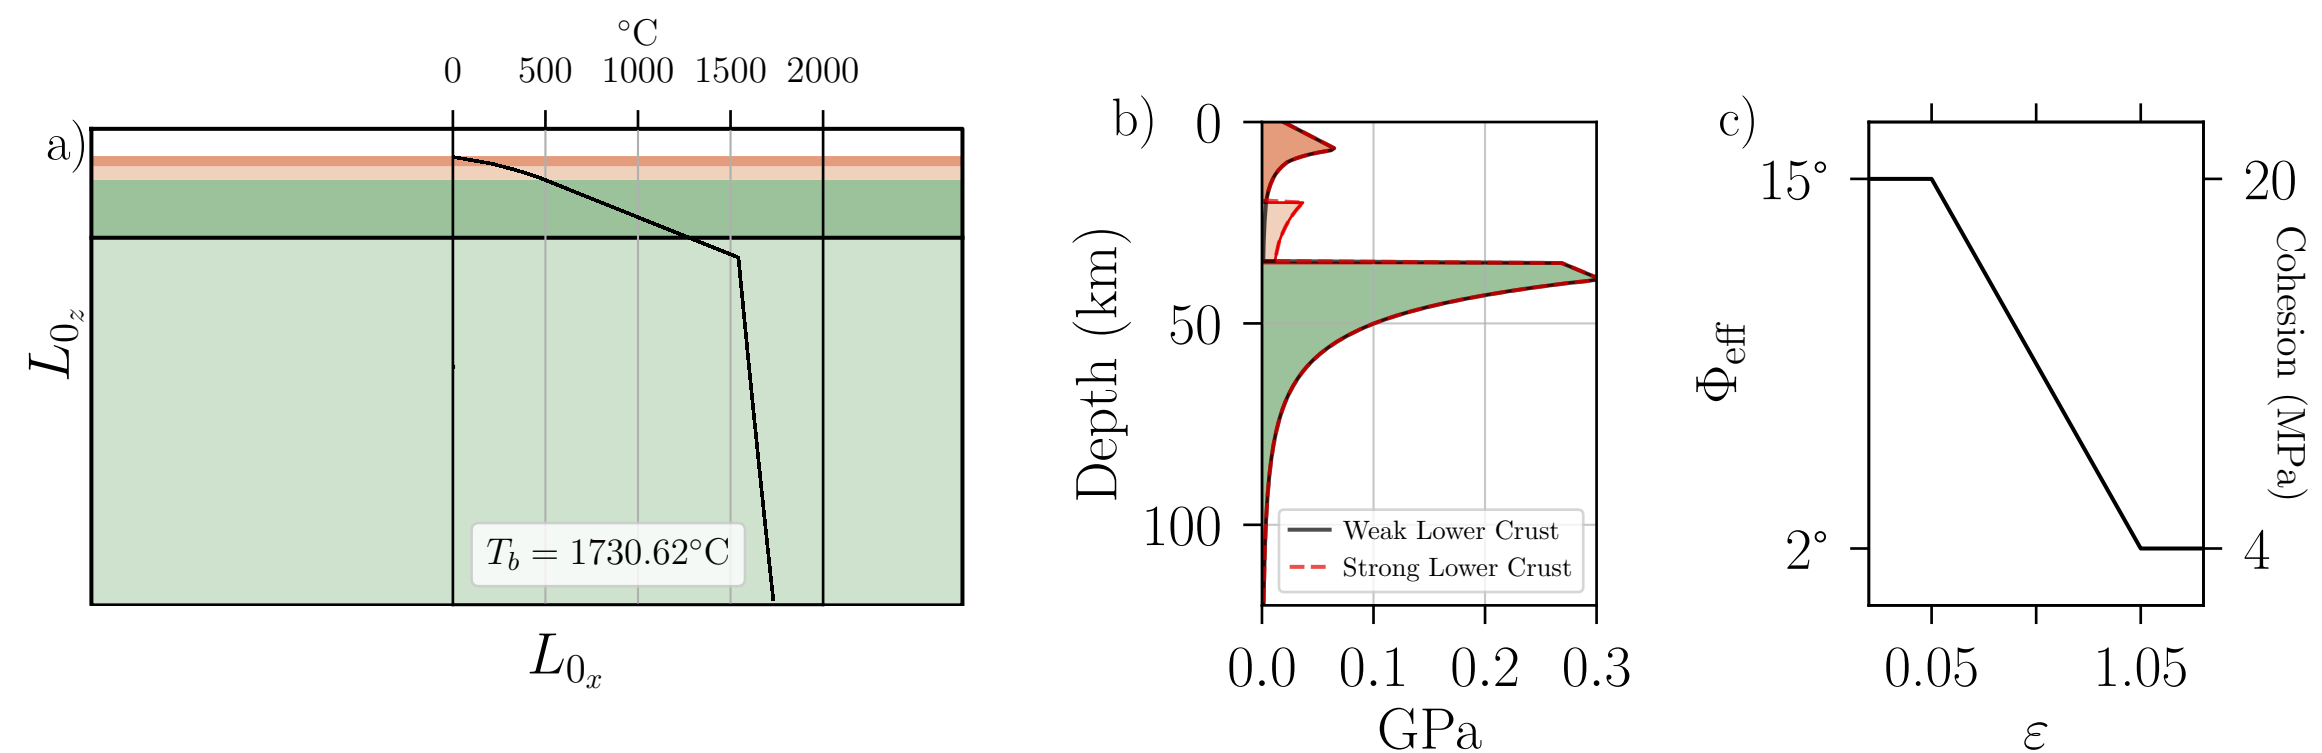 °C
0 500 1000 1500 2000
a)
L₀z
T_b = 1730.62°C
L₀ₓ
b)
0
50
100
Depth (km)
Weak Lower Crust
Strong Lower Crust
0.0 0.1 0.2 0.3
GPa
c)
15°
2°
Φeff
20
4
Cohesion (MPa)
0.05 1.05
ε